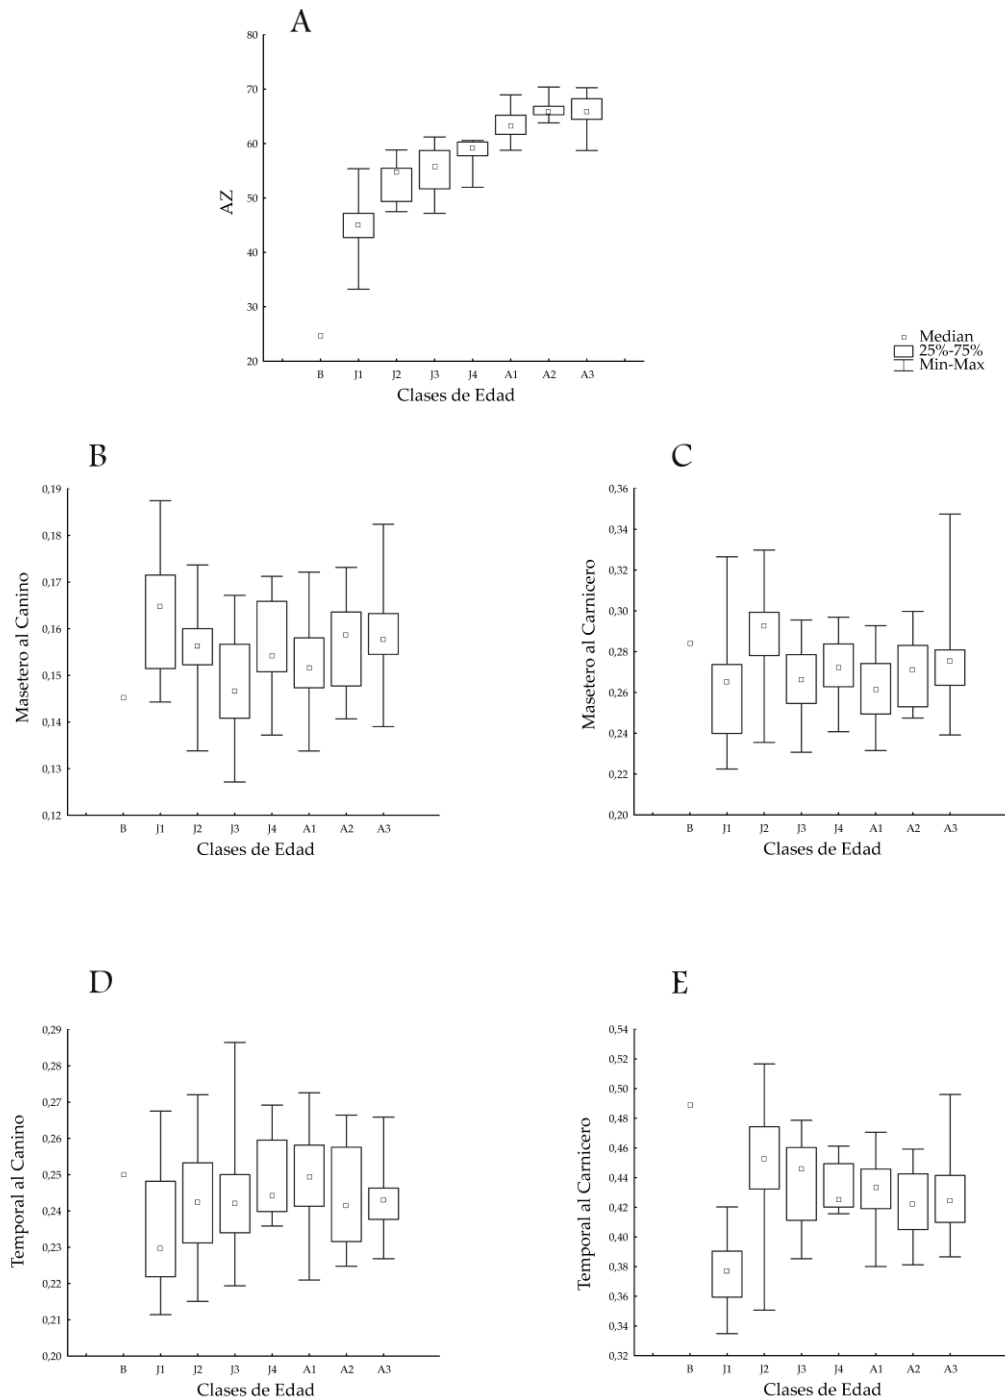 A
80
70
60
50
40
30
20
AZ
B J1 J2 J3 J4 A1 A2 A3
Clases de Edad
Median
25%-75%
Min-Max
B
0,19
0,18
0,17
0,16
0,15
0,14
0,13
0,12
Masetero al Canino
B J1 J2 J3 J4 A1 A2 A3
Clases de Edad
C
0,36
0,34
0,32
0,30
0,28
0,26
0,24
0,22
0,20
Masetero al Carnicero
B J1 J2 J3 J4 A1 A2 A3
Clases de Edad
D
0,29
0,28
0,27
0,26
0,25
0,24
0,23
0,22
0,21
0,20
Temporal al Canino
B J1 J2 J3 J4 A1 A2 A3
Clases de Edad
E
0,54
0,52
0,50
0,48
0,46
0,44
0,42
0,40
0,38
0,36
0,34
0,32
Temporal al Carnicero
B J1 J2 J3 J4 A1 A2 A3
Clases de Edad